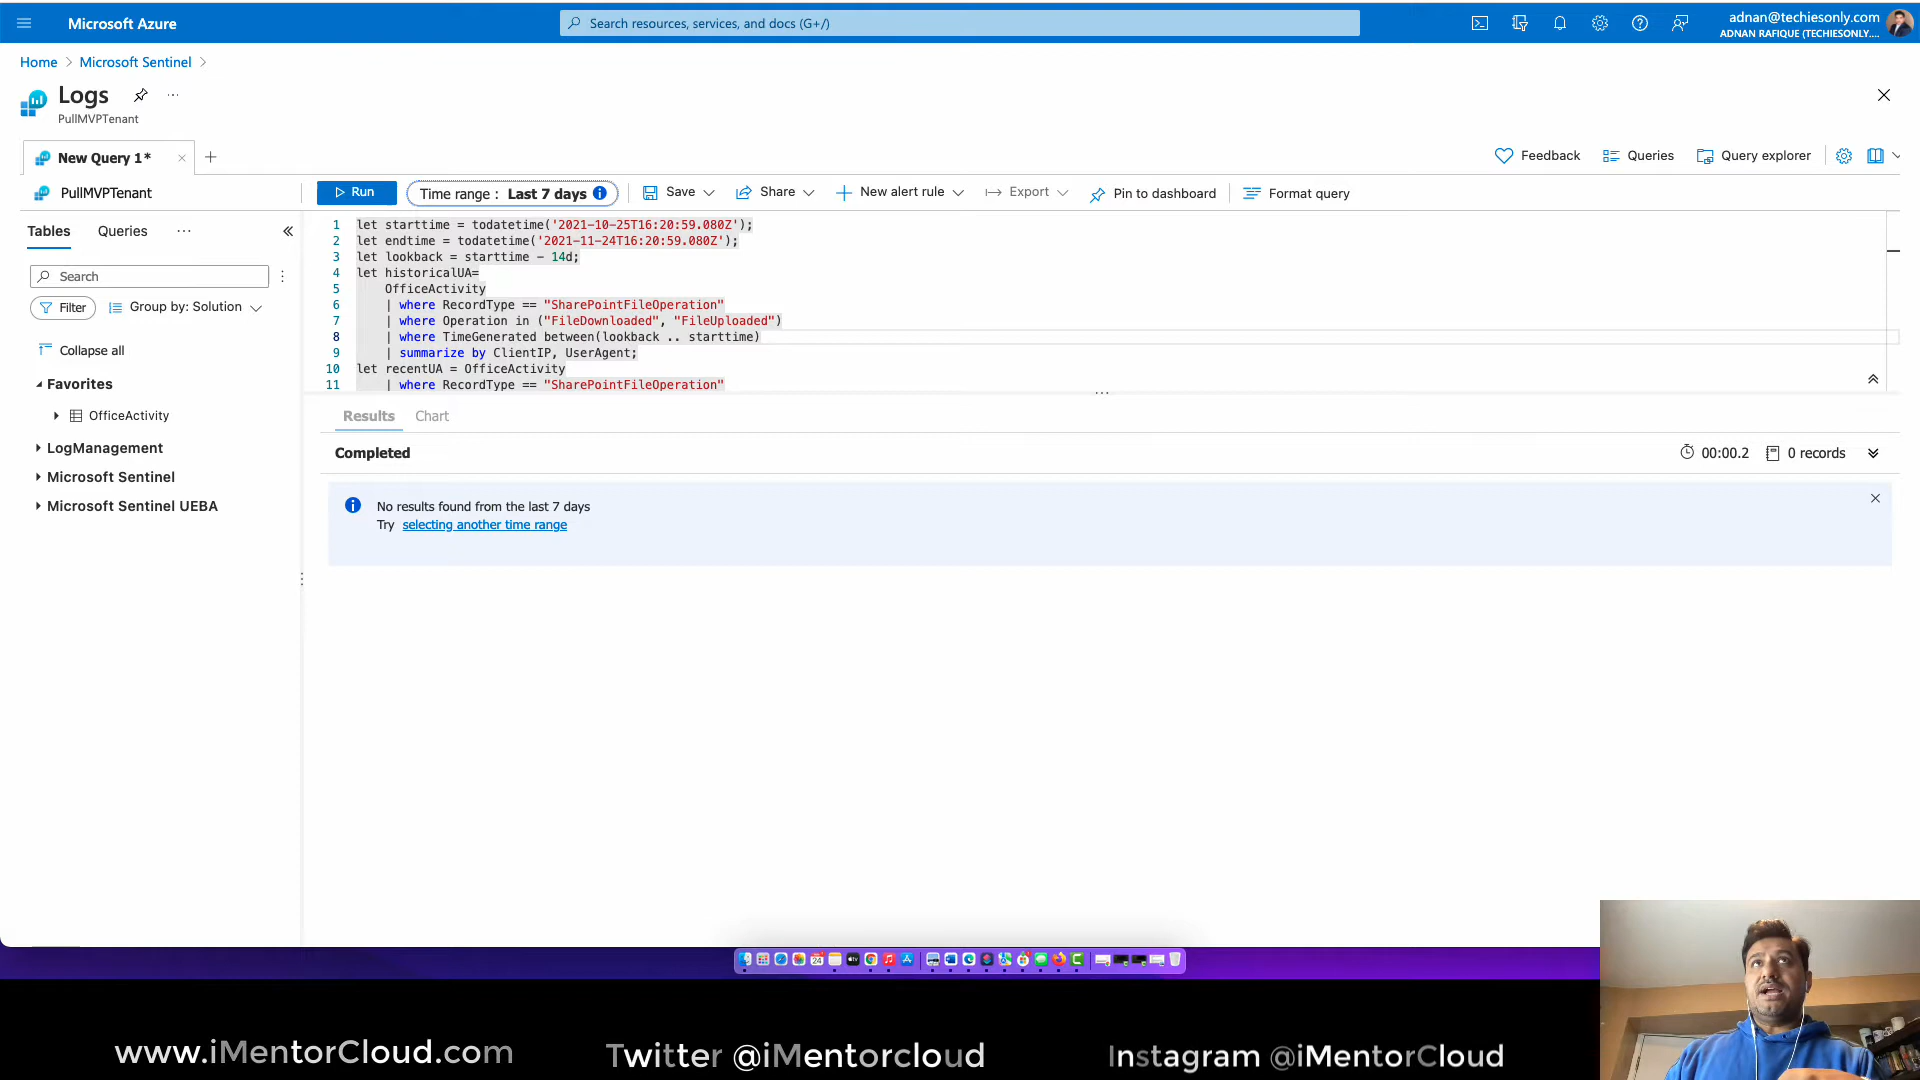 Microsoft Azure
Search resources, services, and docs (G+/)
adnan@techiesonly.com
ADNAN RAFIQUE (TECHIESONLY....
Home > Microsoft Sentinel >
Logs
PullMVPTenant
New Query 1*
Feedback
Queries
Query explorer
PullMVPTenant
Run
Time range : Last 7 days
Save
Share
New alert rule
Export
Pin to dashboard
Format query
Tables
Queries
Search
Filter
Group by: Solution
Collapse all
Favorites
OfficeActivity
LogManagement
Microsoft Sentinel
Microsoft Sentinel UEBA
1 let starttime = todatetime('2021-10-25T16:20:59.080Z');
2 let endtime = todatetime('2021-11-24T16:20:59.080Z');
3 let lookback = starttime - 14d;
4 let historicalUA=
5 OfficeActivity
6 | where RecordType == "SharePointFileOperation"
7 | where Operation in ("FileDownloaded", "FileUploaded")
8 | where TimeGenerated between(lookback .. starttime)
9 | summarize by ClientIP, UserAgent;
10 let recentUA = OfficeActivity
11 | where RecordType == "SharePointFileOperation"
Results
Chart
Completed
00:00.2
0 records
No results found from the last 7 days
Try selecting another time range
24
www.iMentorCloud.com
Twitter @iMentorcloud
Instagram @iMentorCloud